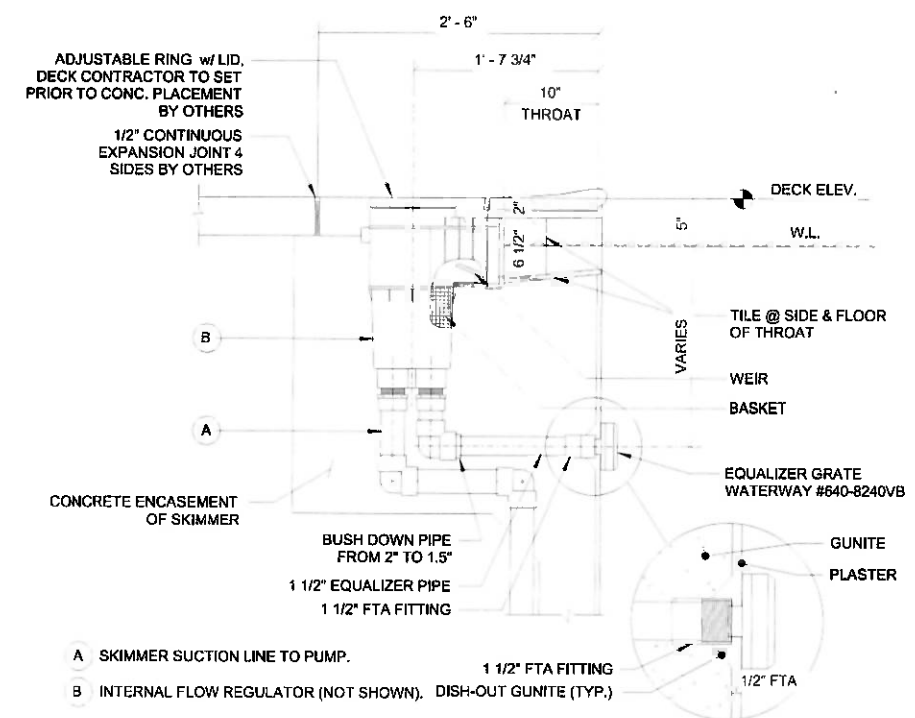 2' - 6"
ADJUSTABLE RING w/ LID,
DECK CONTRACTOR TO SET
PRIOR TO CONC. PLACEMENT
BY OTHERS
1' - 7 3/4"
10"
THROAT
1/2" CONTINUOUS
EXPANSION JOINT 4
SIDES BY OTHERS
DECK ELEV.
2"
5"
W.L.
6 1/2"
TILE @ SIDE & FLOOR
OF THROAT
VARIES
B
WEIR
BASKET
A
EQUALIZER GRATE
WATERWAY #640-8240VB
CONCRETE ENCASEMENT
OF SKIMMER
BUSH DOWN PIPE
FROM 2" TO 1.5"
GUNITE
PLASTER
1 1/2" EQUALIZER PIPE
1 1/2" FTA FITTING
A SKIMMER SUCTION LINE TO PUMP.
1 1/2" FTA FITTING
1/2" FTA
B INTERNAL FLOW REGULATOR (NOT SHOWN).
DISH-OUT GUNITE (TYP.)